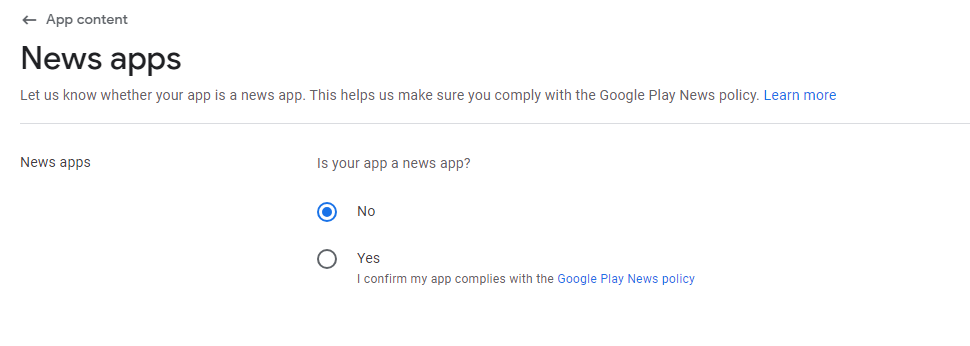 App content
News apps
Let us know whether your app is a news app. This helps us make sure you comply with the Google Play News policy. Learn more
News apps
Is your app a news app?
No
Yes
I confirm my app complies with the Google Play News policy